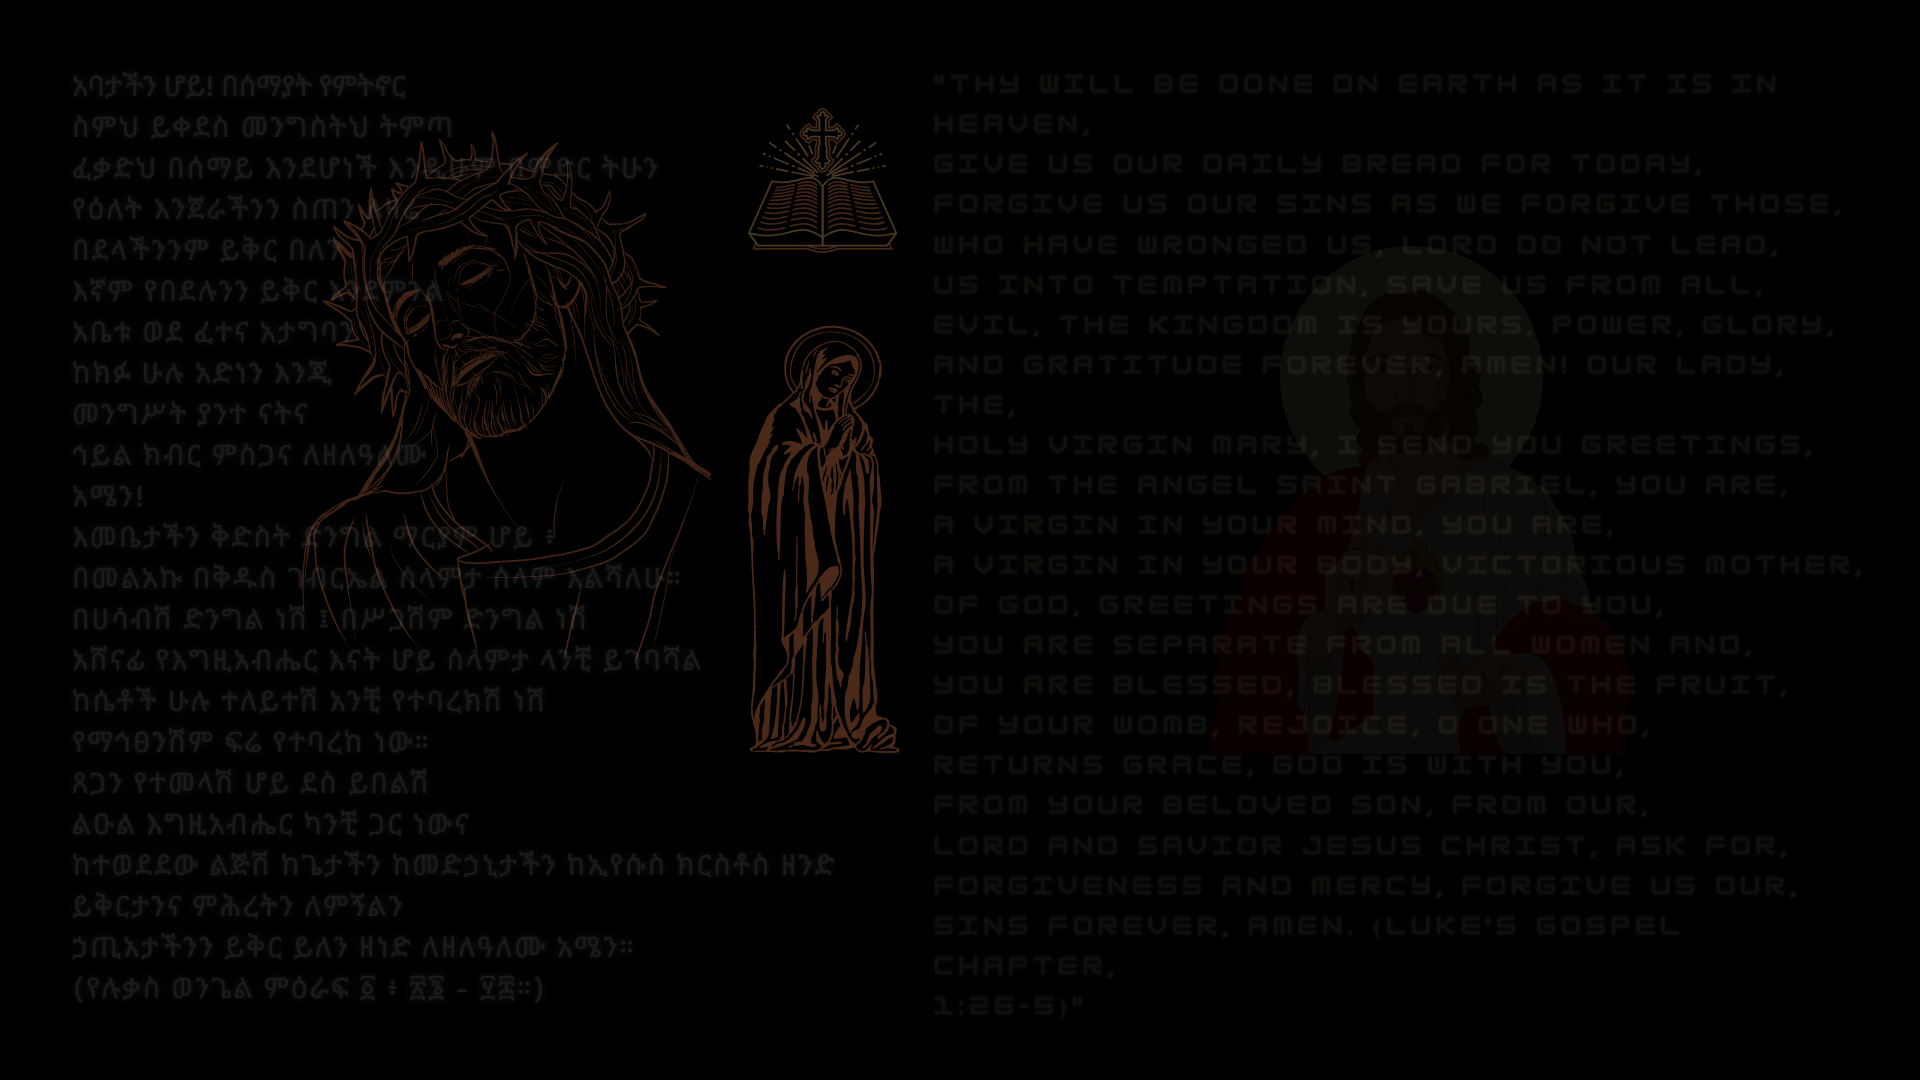 አባታችን ሆይ! በሰማያት የምትኖር
ስምህ ይቀደስ መንግስትህ ትምጣ
ፈቃድህ በሰማይ እንደሆነች እንዲሁም በምድር ትሁን
የዕለት እንጀራችንን ስጠን
በደላችንንም ይቅር በለን
እኛም የበደሉንን ይቅር እንደምንል
አቤቱ ወደ ፈተና አታግባን
ከክፉ ሁሉ አድነን እንጂ
መንግሥት ያንተ ናትና
ኅይል ክብር ምስጋና ለዘለዓለሙ
አሜን!
እመቤታችን ቅድስት ድንግል ማርያም ሆይ ፥
በመልአኩ በቅዱስ ገብርኤል ሰላምታ ሰላም እልሻለሁ።
በሀሳብሽ ድንግል ነሽ ፤ በሥጋሽም ድንግል ነሽ
አሸናፊ የእግዚአብሔር እናት ሆይ ሰላምታ ላንቺ ይገባሻል
ከሴቶች ሁሉ ተለይተሽ አንቺ የተባረክሽ ነሽ
የማኅፀንሽም ፍሬ የተባረከ ነው።
ጸጋን የተመላሽ ሆይ ደስ ይበልሽ
ልዑል እግዚአብሔር ካንቺ ጋር ነውና
ከተወደደው ልጅሽ ከጌታችን ከመድኃኒታችን ከኢየሱስ ክርስቶስ ዘንድ
ይቅርታንና ምሕረትን ለምኝልን
ኃጢአታችንን ይቅር ይለን ዘነድ ለዘለዓለሙ አሜን።
(የሉቃስ ወንጌል ምዕራፍ ፩ ፥ ፳፮ - ፶፭።)
"THY WILL BE DONE ON EARTH AS IT IS IN
HEAVEN,
GIVE US OUR DAILY BREAD FOR TODAY,
FORGIVE US OUR SINS AS WE FORGIVE THOSE,
WHO HAVE WRONGED US, LORD DO NOT LEAD,
US INTO TEMPTATION, SAVE US FROM ALL,
EVIL, THE KINGDOM IS YOURS, POWER, GLORY,
AND GRATITUDE FOREVER, AMEN! OUR LADY,
THE,
HOLY VIRGIN MARY, I SEND YOU GREETINGS,
FROM THE ANGEL SAINT GABRIEL, YOU ARE,
A VIRGIN IN YOUR MIND, YOU ARE,
A VIRGIN IN YOUR BODY, VICTORIOUS MOTHER,
OF GOD, GREETINGS ARE DUE TO YOU,
YOU ARE SEPARATE FROM ALL WOMEN AND,
YOU ARE BLESSED, BLESSED IS THE FRUIT,
OF YOUR WOMB, REJOICE, O ONE WHO,
RETURNS GRACE, GOD IS WITH YOU,
FROM YOUR BELOVED SON, FROM OUR,
LORD AND SAVIOR JESUS CHRIST, ASK FOR,
FORGIVENESS AND MERCY, FORGIVE US OUR,
SINS FOREVER, AMEN. (LUKE'S GOSPEL
CHAPTER,
1:26-5)"